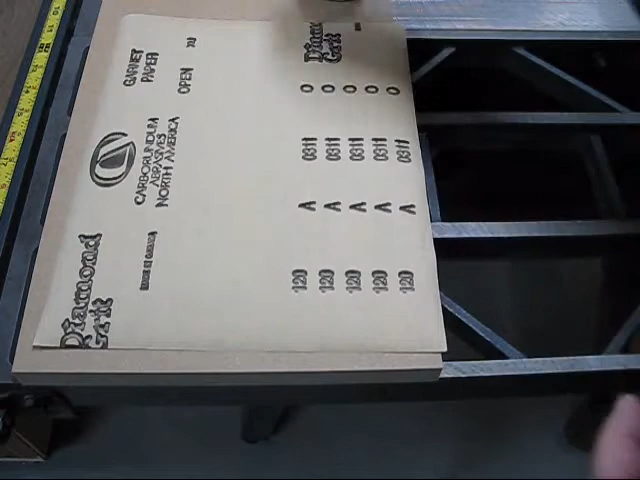 Diamond
Grit
GARNET
PAPER
OPEN
CARBORUNDUM
ABRASIVES
NORTH AMERICA
Diamond
Grit
120 A 0311 0
120 A 0311 0
120 A 0311 0
120 A 0311 0
120 A 0311 0